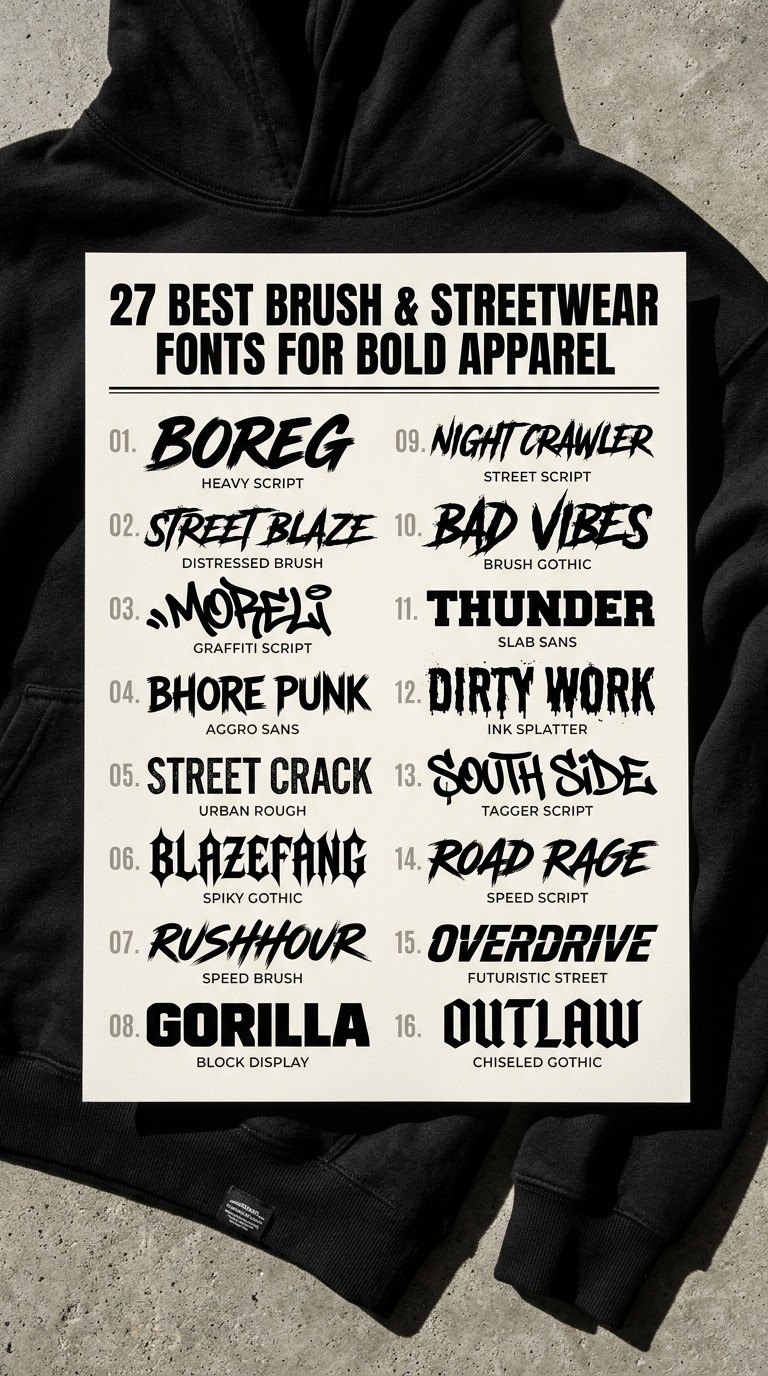 27 BEST BRUSH & STREETWEAR
FONTS FOR BOLD APPAREL
01. BOREG
HEAVY SCRIPT
02. STREET BLAZE
DISTRESSED BRUSH
03. MORELI
GRAFFITI SCRIPT
04. BHORE PUNK
AGGRO SANS
05. STREET CRACK
URBAN ROUGH
06. BLAZEFANG
SPIKY GOTHIC
07. RUSHHOUR
SPEED BRUSH
08. GORILLA
BLOCK DISPLAY
09. NIGHT CRAWLER
STREET SCRIPT
10. BAD VIBES
BRUSH GOTHIC
11. THUNDER
SLAB SANS
12. DIRTY WORK
INK SPLATTER
13. SOUTH SiDE
TAGGER SCRIPT
14. ROAD RAGE
SPEED SCRIPT
15. OVERDRIVE
FUTURISTIC STREET
16. OUTLAW
CHISELED GOTHIC